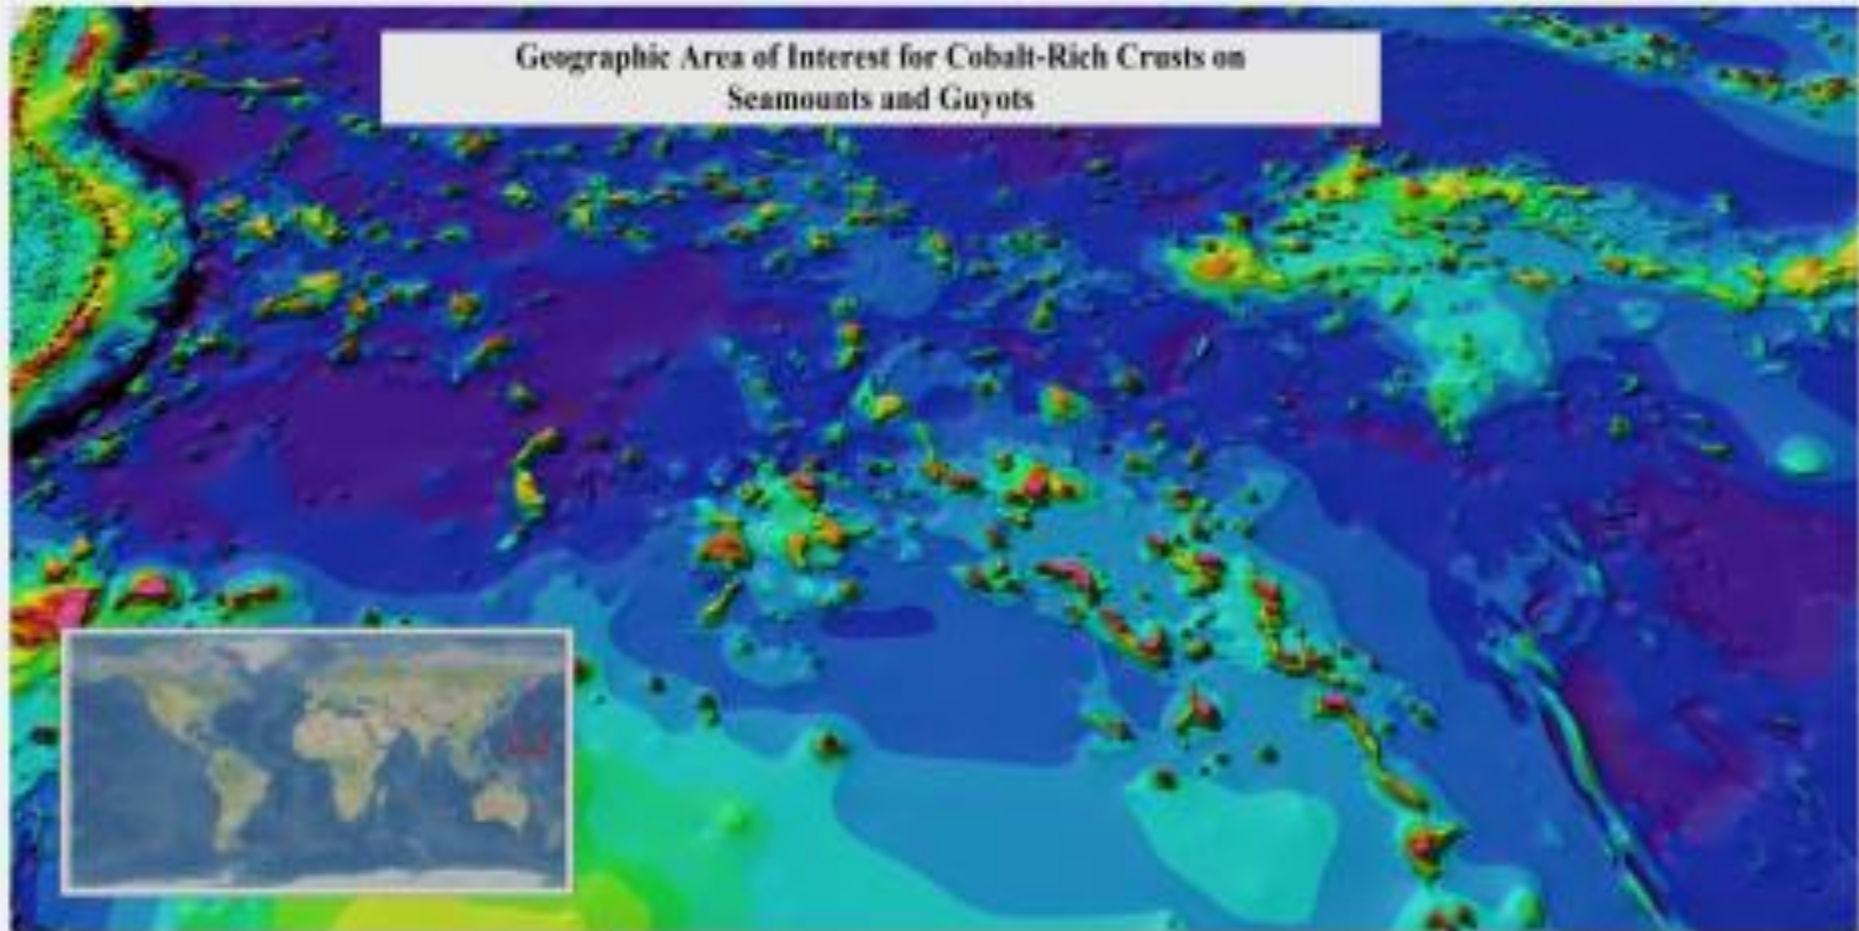 Geographic Area of Interest for Cobalt-Rich Crusts on
Seamounts and Guyots